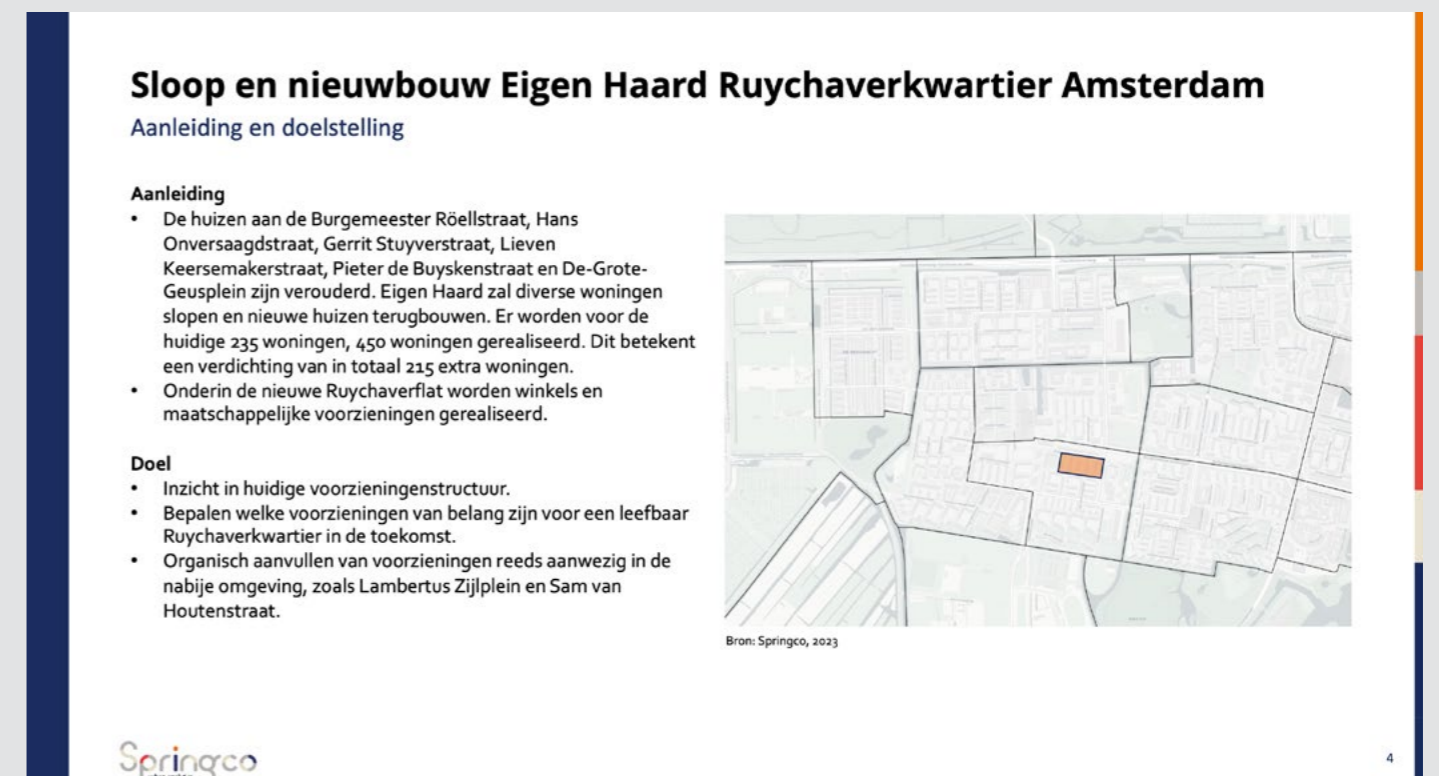 Sloop en nieuwbouw Eigen Haard Ruychaverkwartier Amsterdam
Aanleiding en doelstelling
Aanleiding
• De huizen aan de Burgemeester Röellstraat, Hans
Onversaagdstraat, Gerrit Stuyverstraat, Lieven
Keersemakerstraat, Pieter de Buyskenstraat en De-Grote-
Geusplein zijn verouderd. Eigen Haard zal diverse woningen
slopen en nieuwe huizen terugbouwen. Er worden voor de
huidige 235 woningen, 450 woningen gerealiseerd. Dit betekent
een verdichting van in totaal 215 extra woningen.
• Onderin de nieuwe Ruychaverflat worden winkels en
maatschappelijke voorzieningen gerealiseerd.
Doel
• Inzicht in huidige voorzieningenstructuur.
• Bepalen welke voorzieningen van belang zijn voor een leefbaar
Ruychaverkwartier in de toekomst.
• Organisch aanvullen van voorzieningen reeds aanwezig in de
nabije omgeving, zoals Lambertus Zijlplein en Sam van
Houtenstraat.
Bron: Springco, 2023
Springco
4